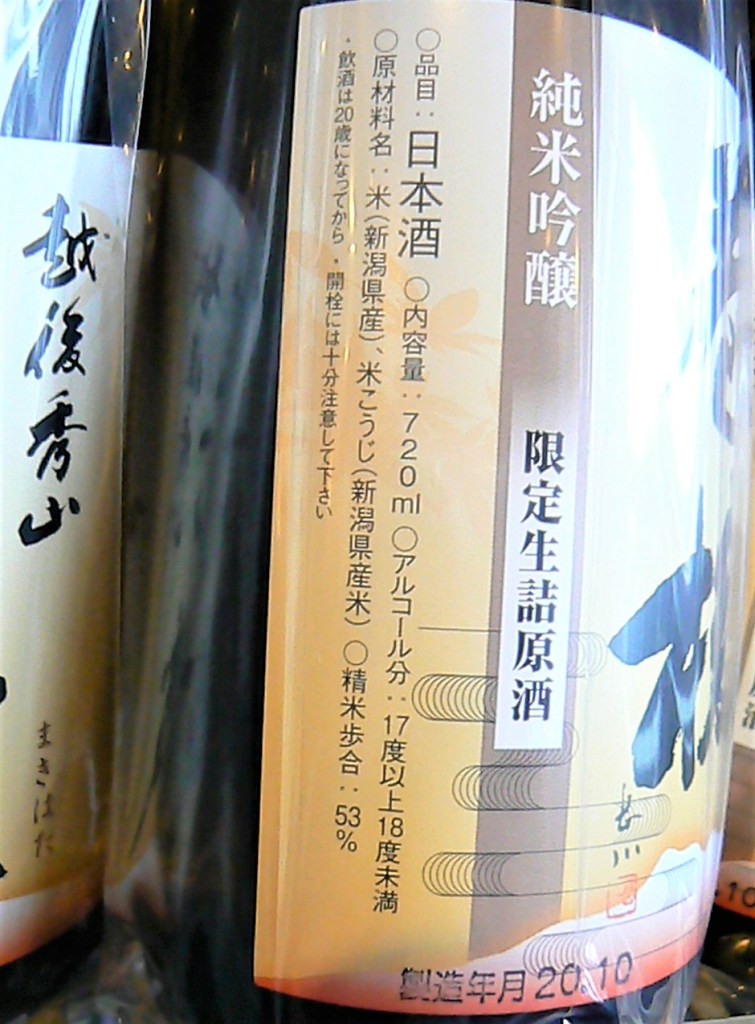 純米吟醸
限定生詰原酒
○品目：日本酒 ○内容量：720ml ○アルコール分：17度以上18度未満
○原材料名：米（新潟県産）、米こうじ（新潟県産米） ○精米歩合：53%
・飲酒は20歳になってから ・開栓には十分注意して下さい
製造年月20.10
越後秀山
まきはた